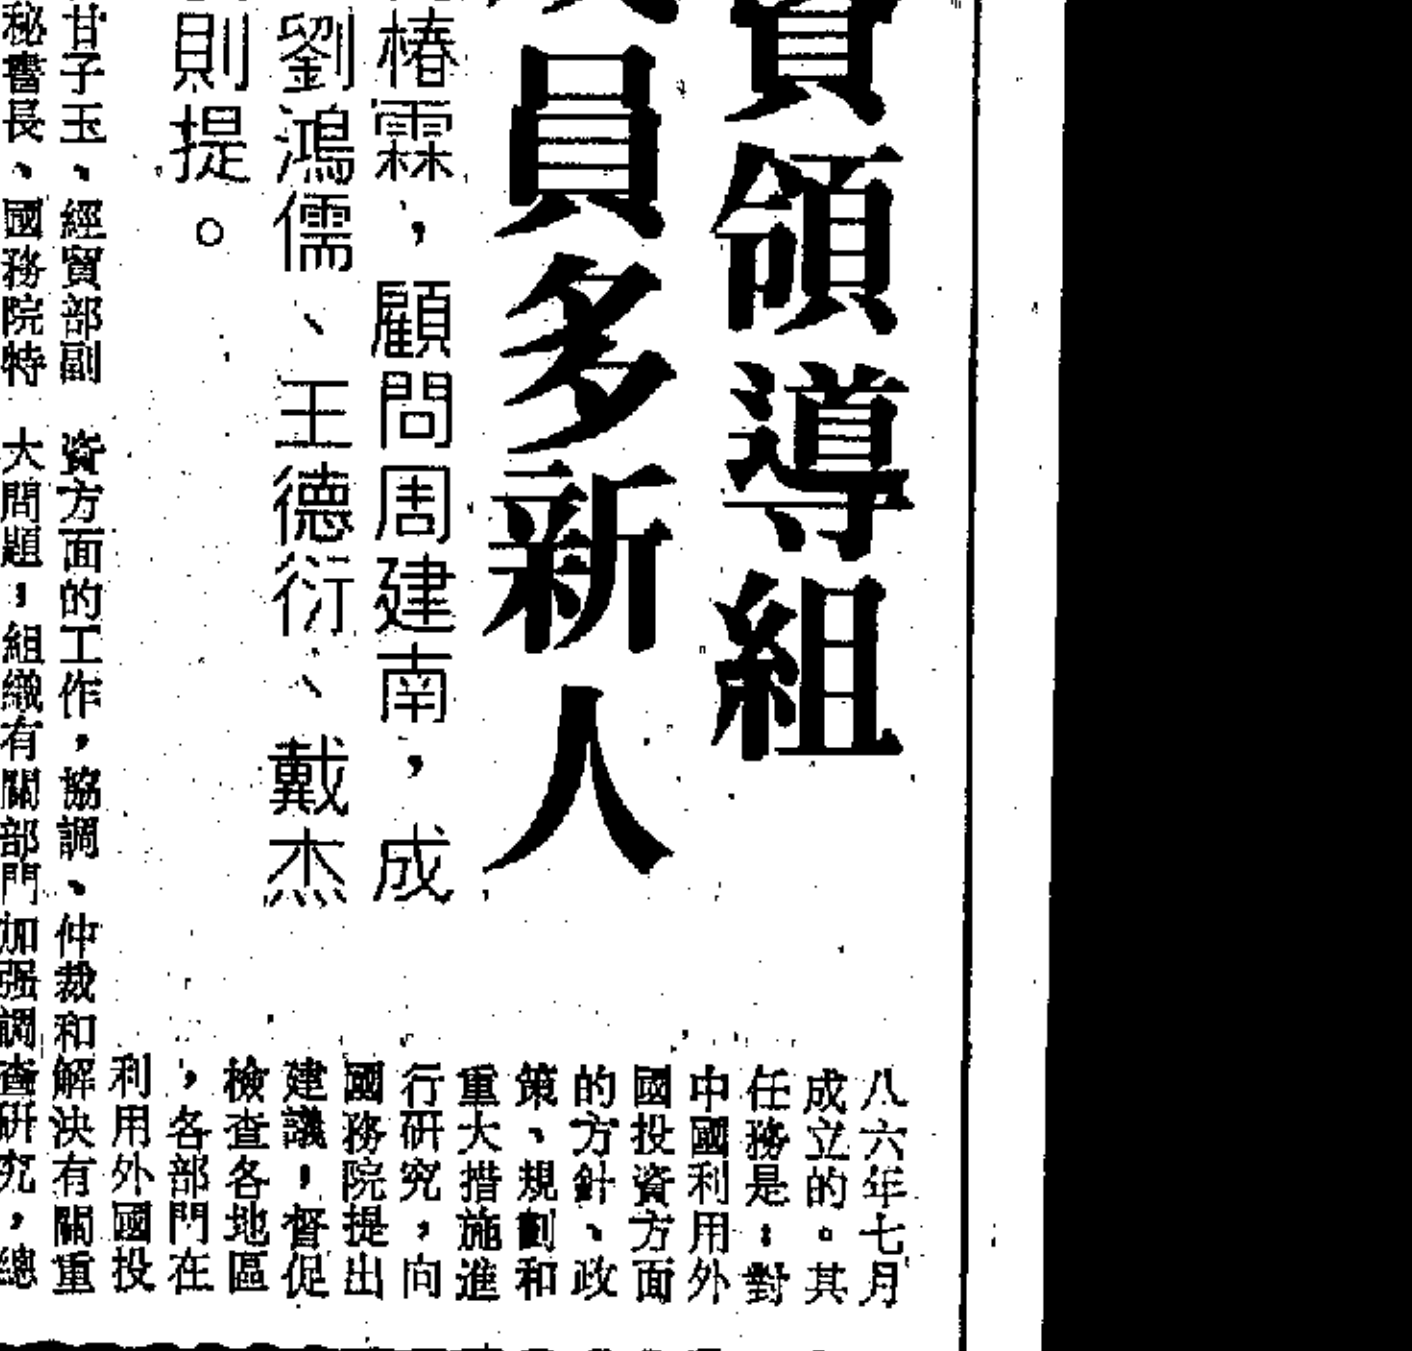 資領導組
員多新人
椿霖，顧問周建南，成
劉鴻儒、王德衍、戴杰
則提。
八六年七月
成立的。其
任務是：對
中國利用外
國投資方面
的方針、政
策、規劃和
重大措施進
行研究，向
國務院提出
建議，督促
檢查各地區
，各部門在
利用外國投
甘子玉、經貿部副
資方面的工作，協調、仲裁和解決有關重
秘書長、國務院特
大問題；組織有關部門加强調查研究，總